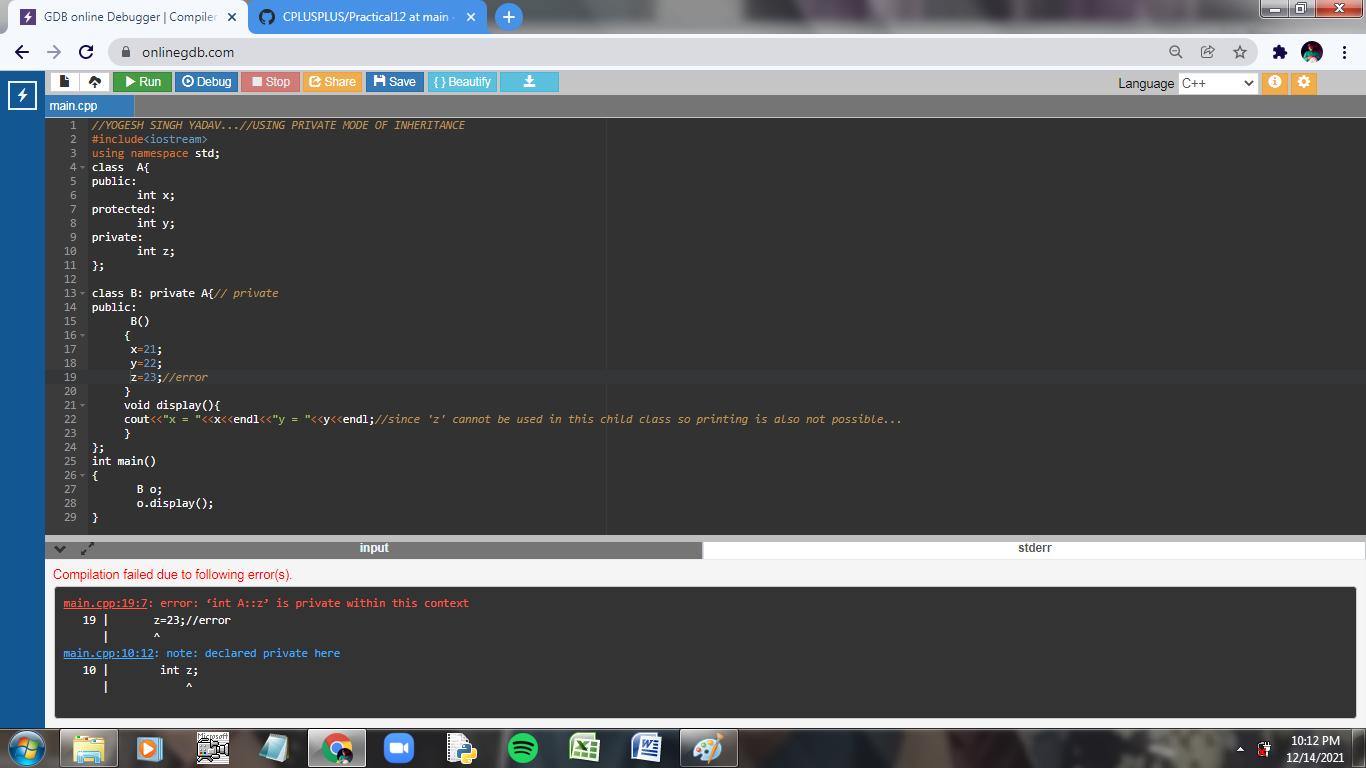 GDB online Debugger | Compiler
CPLUSPLUS/Practical12 at main ·
onlinegdb.com
Run Debug Stop Share Save { } Beautify
Language C++
main.cpp
1 //YOGESH SINGH YADAV...//USING PRIVATE MODE OF INHERITANCE
2 #include<iostream>
3 using namespace std;
4 class  A{
5 public:
6 int x;
7 protected:
8 int y;
9 private:
10 int z;
11 };
12
13 class B: private A{// private
14 public:
15 B()
16 {
17 x=21;
18 y=22;
19 z=23;//error
20 }
21 void display(){
22 cout<<"x = "<<x<<endl<<"y = "<<y<<endl;//since 'z' cannot be used in this child class so printing is also not possible...
23 }
24 };
25 int main()
26 {
27 B o;
28 o.display();
29 }
input
stderr
Compilation failed due to following error(s).
main.cpp:19:7: error: ‘int A::z’ is private within this context
19 | z=23;//error
| ^
main.cpp:10:12: note: declared private here
10 | int z;
| ^
Microsoft
10:12 PM
12/14/2021